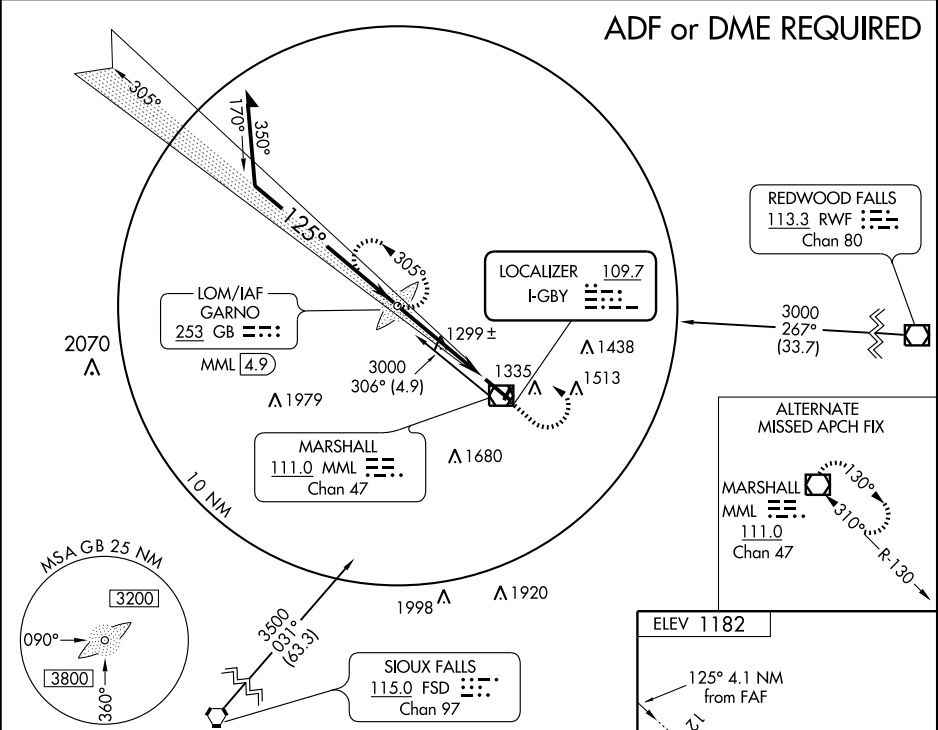 ADF or DME REQUIRED
305°
170°
350°
125°
305°
REDWOOD FALLS
113.3 RWF
Chan 80
LOCALIZER 109.7
I-GBY
LOM/IAF
GARNO
253 GB
MML 4.9
3000
267°
(33.7)
2070
1299 ±
3000
306° (4.9)
1438
1335
1513
1979
MARSHALL
111.0 MML
Chan 47
1680
10 NM
ALTERNATE
MISSED APCH FIX
MARSHALL
MML
111.0
Chan 47
130°
310°
R-130
MSA GB 25 NM
3200
090°
3800
360°
3500
031°
(63.3)
1998
1920
SIOUX FALLS
115.0 FSD
Chan 97
ELEV 1182
125° 4.1 NM
from FAF
12